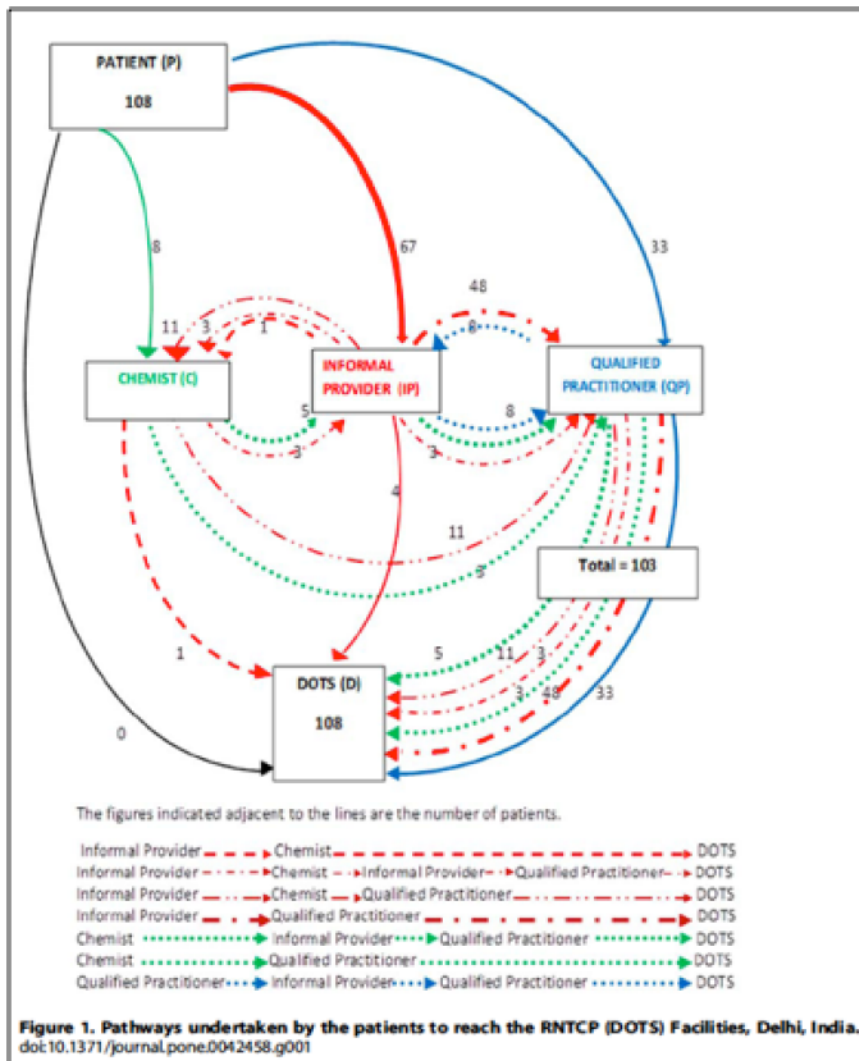 PATIENT (P)
108
8
67
33
48
11 3 1
8
CHEMIST (C)
INFORMAL
PROVIDER (IP)
QUALIFIED
PRACTITIONER (QP)
5
8
3
3
4
11
Total = 103
1
5
11
3
DOTS (D)
108
3
48
33
0
The figures indicated adjacent to the lines are the number of patients.
Informal Provider Chemist DOTS
Informal Provider Chemist Informal Provider Qualified Practitioner DOTS
Informal Provider Chemist Qualified Practitioner DOTS
Informal Provider Qualified Practitioner DOTS
Chemist Informal Provider Qualified Practitioner DOTS
Chemist Qualified Practitioner DOTS
Qualified Practitioner Informal Provider Qualified Practitioner DOTS
Figure 1. Pathways undertaken by the patients to reach the RNTCP (DOTS) Facilities, Delhi, India.
doi:10.1371/journal.pone.0042458.g001